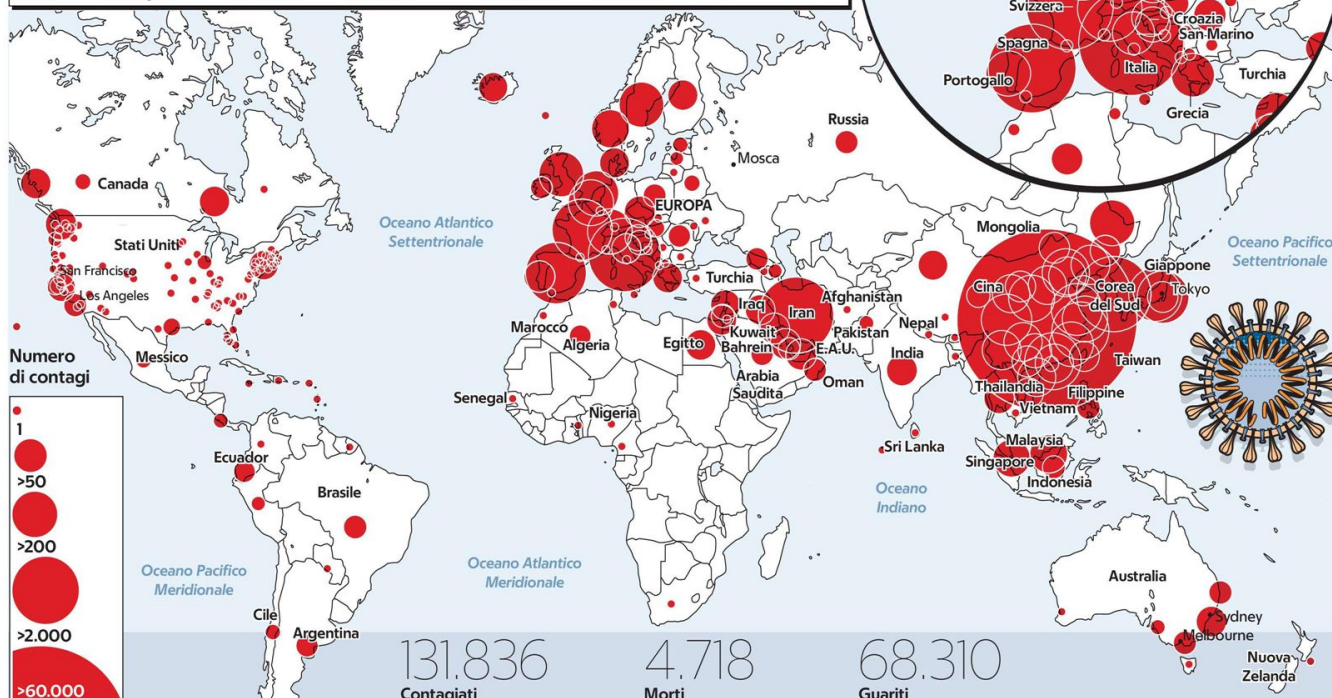 Svizzera
Croazia
San Marino
Spagna
Italia
Turchia
Portogallo
Grecia
Russia
Mosca
Canada
EUROPA
Oceano Atlantico
Settentrionale
Mongolia
Oceano Pacifico
Settentrionale
Stati Uniti
San Francisco
Los Angeles
Turchia
Giappone
Tokyo
Cina
Corea
del Sud
Iraq
Iran
Afghanistan
Marocco
Algeria
Egitto
Kuwait
Bahrein
Pakistan
E.A.U.
Nepal
India
Taiwan
Numero
di contagi
Messico
Arabia
Saudita
Oman
Thailandia
Filippine
Vietnam
Senegal
Nigeria
1
Sri Lanka
Malaysia
Singapore
Indonesia
Ecuador
>50
Brasile
Oceano
Indiano
>200
Oceano Pacifico
Meridionale
Oceano Atlantico
Meridionale
Australia
Cile
Argentina
>2.000
Sydney
Melbourne
Nuova
Zelanda
>60.000
131.836
Contagiati
4.718
Morti
68.310
Guariti